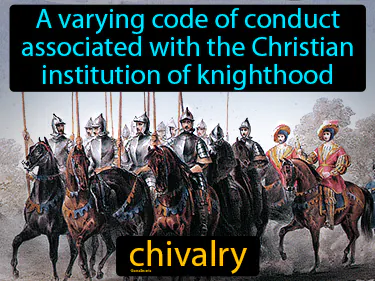 A varying code of conduct
associated with the Christian
institution of knighthood
chivalry